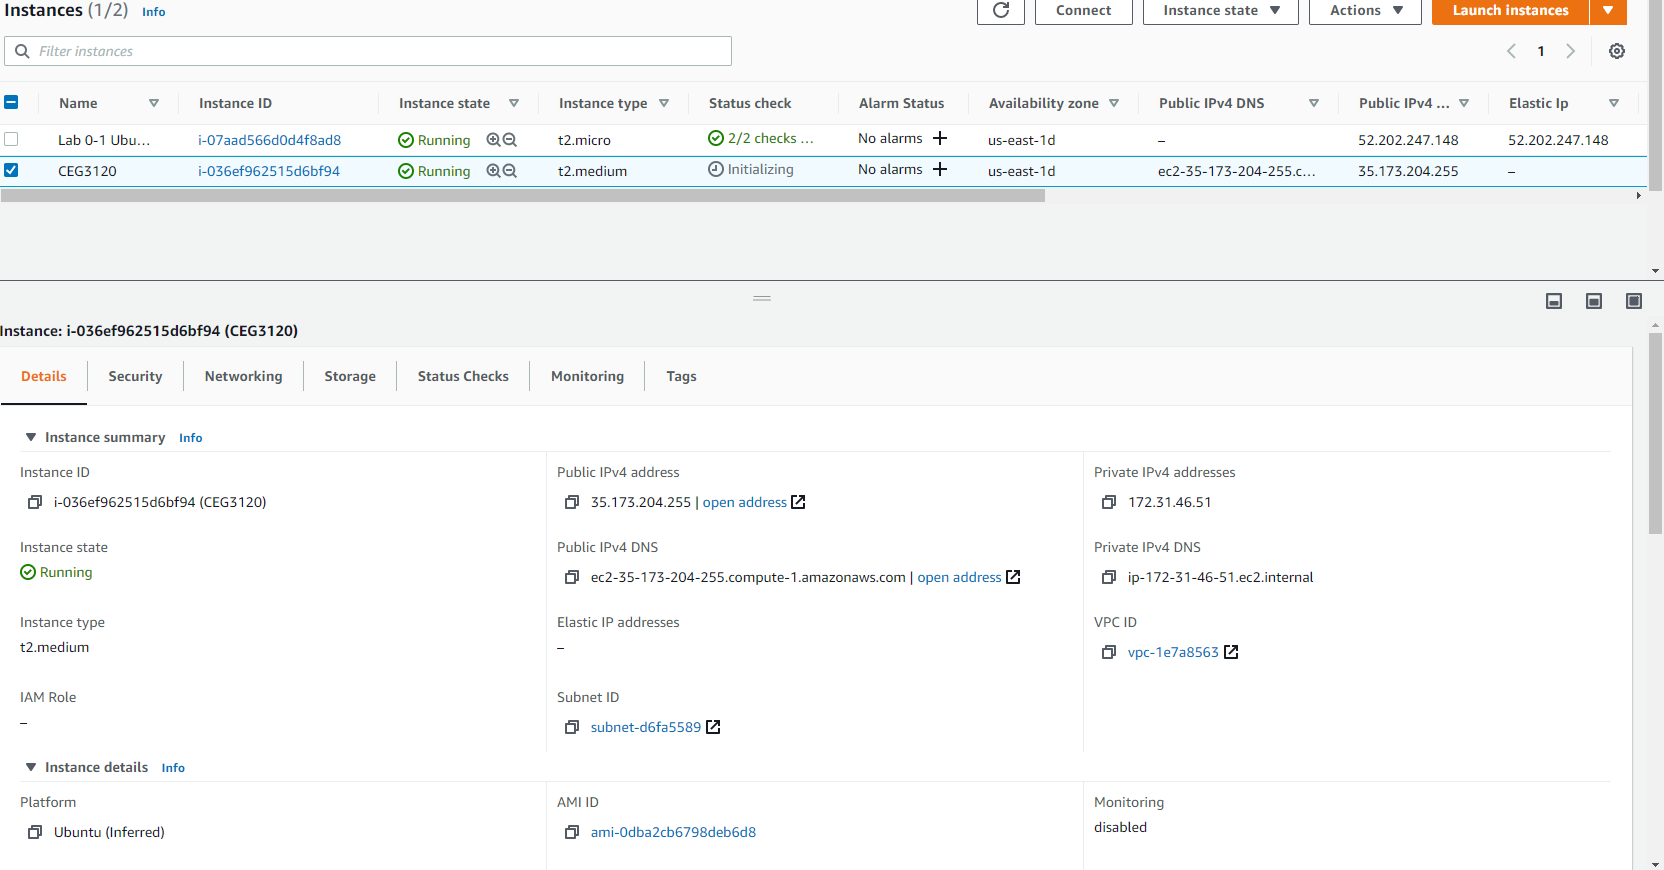 Instances (1/2) Info Connect Instance state Actions Launch instances
Filter instances 1
Name Instance ID Instance state Instance type Status check Alarm Status Availability zone Public IPv4 DNS Public IPv4 ... Elastic Ip
Lab 0-1 Ubu... i-07aad566d0d4f8ad8 Running t2.micro 2/2 checks ... No alarms us-east-1d – 52.202.247.148 52.202.247.148
CEG3120 i-036ef962515d6bf94 Running t2.medium Initializing No alarms us-east-1d ec2-35-173-204-255.c... 35.173.204.255 –
Instance: i-036ef962515d6bf94 (CEG3120)
Details Security Networking Storage Status Checks Monitoring Tags
Instance summary Info
Instance ID Public IPv4 address Private IPv4 addresses
i-036ef962515d6bf94 (CEG3120) 35.173.204.255 | open address 172.31.46.51
Instance state Public IPv4 DNS Private IPv4 DNS
Running ec2-35-173-204-255.compute-1.amazonaws.com | open address ip-172-31-46-51.ec2.internal
Instance type Elastic IP addresses VPC ID
t2.medium – vpc-1e7a8563
IAM Role Subnet ID
– subnet-d6fa5589
Instance details Info
Platform AMI ID Monitoring
Ubuntu (Inferred) ami-0dba2cb6798deb6d8 disabled